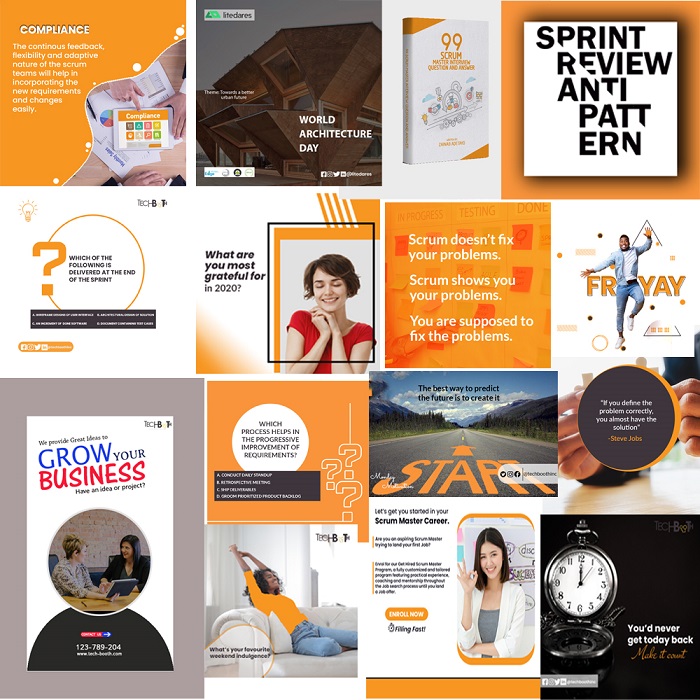 COMPLIANCE
The continous feedback,
flexibility and adaptive
nature of the scrum
teams will help in
incorporating the
new requirements
and changes
easily.
Compliance
litedares
Theme: Towards a better
urban future
WORLD
ARCHITECTURE
DAY
@litedares
99
SCRUM
MASTER INTERVIEW
QUESTION AND ANSWER
SPRINT
REVIEW
ANTI
PATT
ERN
TECH-BooTH
?
WHICH OF THE
FOLLOWING IS
DELIVERED AT THE END
OF THE SPRINT
A. WIREFRAME DESIGNS OF USER INTERFACE
B. ARCHITECTURAL DESIGN OF SOLUTION
C. AN INCREMENT OF DONE SOFTWARE
D. DOCUMENT CONTAINING TEST CASES
@techboothinc
What are
you most
grateful for
in 2020?
IN PROGRESS
TESTING
DONE
Scrum doesn't fix
your problems.
Scrum shows you
your problems.
You are supposed to
fix the problems.
FRIYAY
TECH-BooTH
We provide Great Ideas to
GROW YOUR
BUSINESS
Have an idea or project?
CONTACT US
123-789-204
www.tech-booth.com
WHICH
PROCESS HELPS IN
THE PROGRESSIVE
IMPROVEMENT OF
REQUIREMENTS?
A. CONDUCT DAILY STANDUP
B. RETROSPECTIVE MEETING
C. SHIP DELIVERABLES
D. GROOM PRIORITIZED PRODUCT BACKLOG
The best way to predict
the future is to create it
START
Monday
Motivation
@techboothinc
"If you define the
problem correctly,
you almost have the
solution"
-Steve Jobs
TECH-BooTH
What's your favourite
weekend indulgence?
Let's get you started in your
Scrum Master Career.
Are you an aspiring Scrum Master
trying to land your first Job?
Enrol for our Get Hired Scrum Master
Program, a fully customized and tailored
program featuring practical experience,
coaching and mentorship throughout
the Job search process until you land
a Job offer.
ENROLL NOW
Filling Fast!
TECH-BooTH
You'd never
get today back
Make it count
@techboothinc